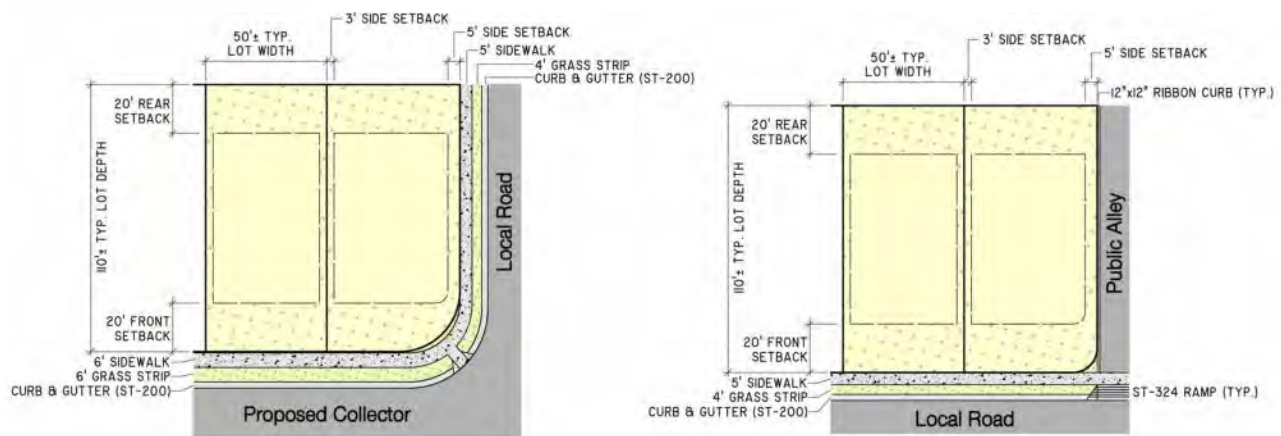 3' SIDE SETBACK
50'± TYP.
LOT WIDTH
5' SIDE SETBACK
5' SIDEWALK
4' GRASS STRIP
CURB & GUTTER (ST-200)
20' REAR
SETBACK
110'± TYP. LOT DEPTH
Local Road
20' FRONT
SETBACK
6' SIDEWALK
6' GRASS STRIP
CURB & GUTTER (ST-200)
Proposed Collector
3' SIDE SETBACK
50'± TYP.
LOT WIDTH
5' SIDE SETBACK
12"x12" RIBBON CURB (TYP.)
20' REAR
SETBACK
110'± TYP. LOT DEPTH
Public Alley
20' FRONT
SETBACK
5' SIDEWALK
4' GRASS STRIP
CURB & GUTTER (ST-200)
ST-324 RAMP (TYP.)
Local Road